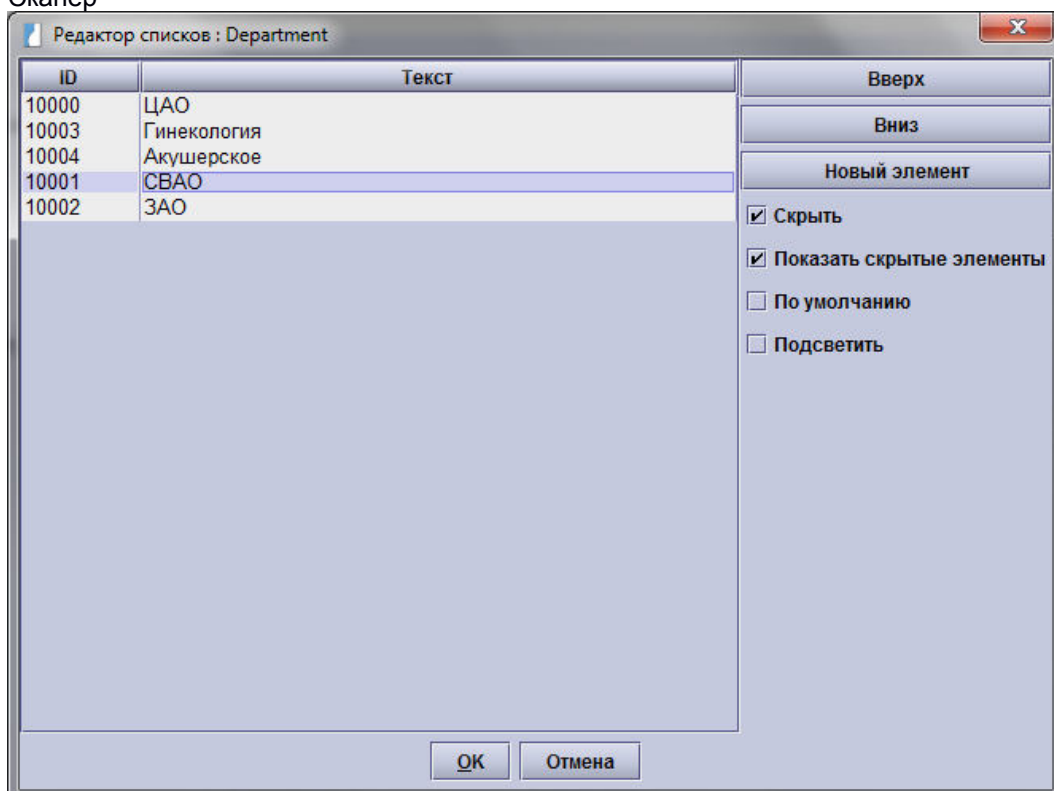 Сканер
Редактор списков : Department
ID Текст
10000 ЦАО
10003 Гинекология
10004 Акушерское
10001 СВАО
10002 ЗАО
Вверх
Вниз
Новый элемент
Скрыть
Показать скрытые элементы
По умолчанию
Подсветить
OK Отмена